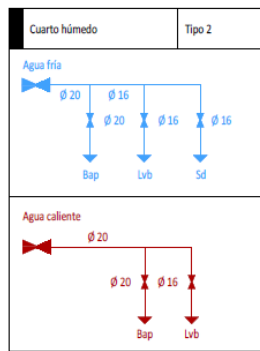 Cuarto húmedo Tipo 2
Agua fría
Ø 20 Ø 16
Ø 20 Ø 16 Ø 16
Bap Lvb Sd
Agua caliente
Ø 20
Ø 20 Ø 16
Bap Lvb